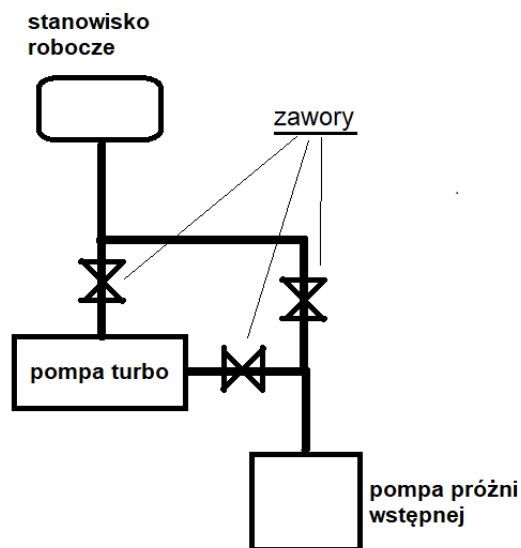 stanowisko
robocze
zawory
pompa turbo
pompa próżni
wstępnej